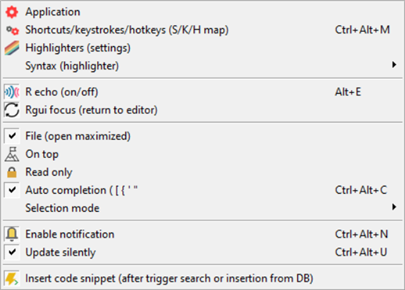 Application
Shortcuts/keystrokes/hotkeys (S/K/H map) Ctrl+Alt+M
Highlighters (settings)
Syntax (highlighter)
R echo (on/off) Alt+E
Rgui focus (return to editor)
File (open maximized)
On top
Read only
Auto completion ( [ { ' " Ctrl+Alt+C
Selection mode
Enable notification Ctrl+Alt+N
Update silently Ctrl+Alt+U
Insert code snippet (after trigger search or insertion from DB)